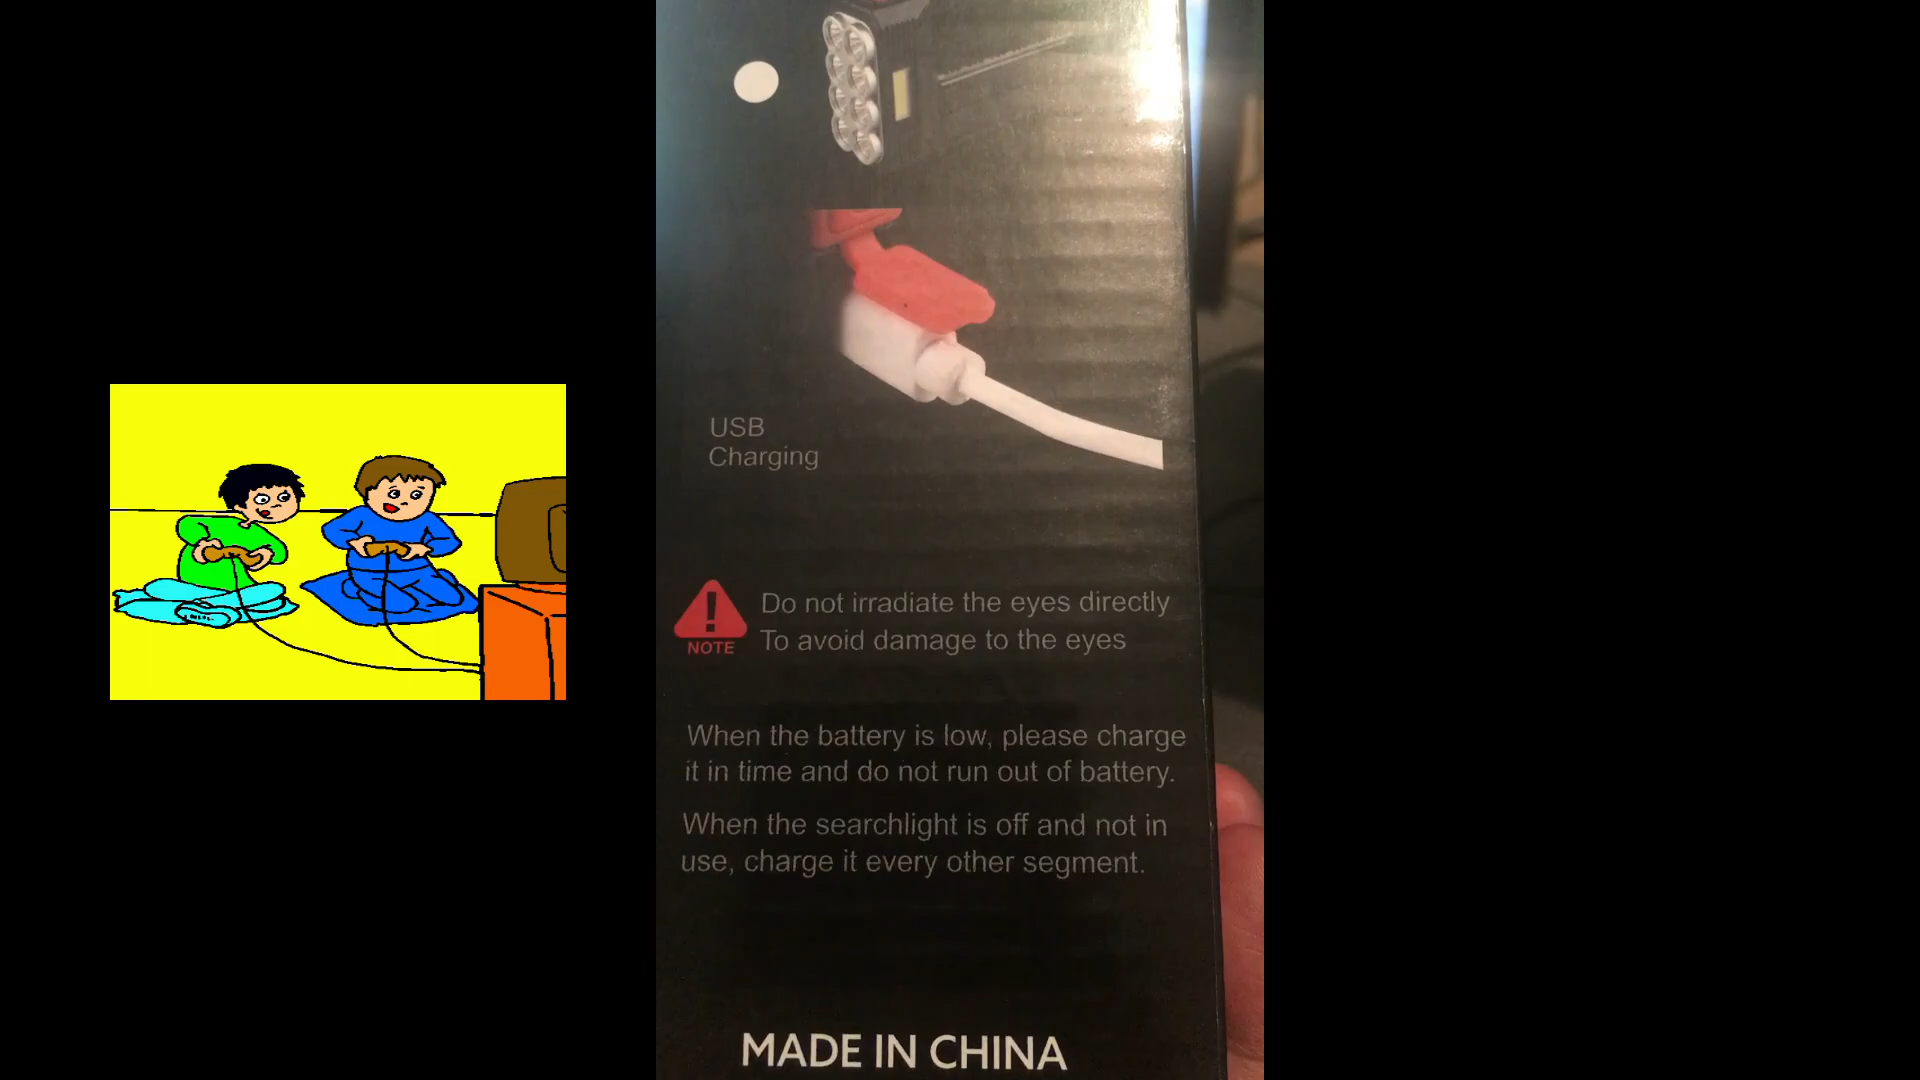 USB
Charging
NOTE
Do not irradiate the eyes directly
To avoid damage to the eyes
When the battery is low, please charge
it in time and do not run out of battery.
When the searchlight is off and not in
use, charge it every other segment.
MADE IN CHINA